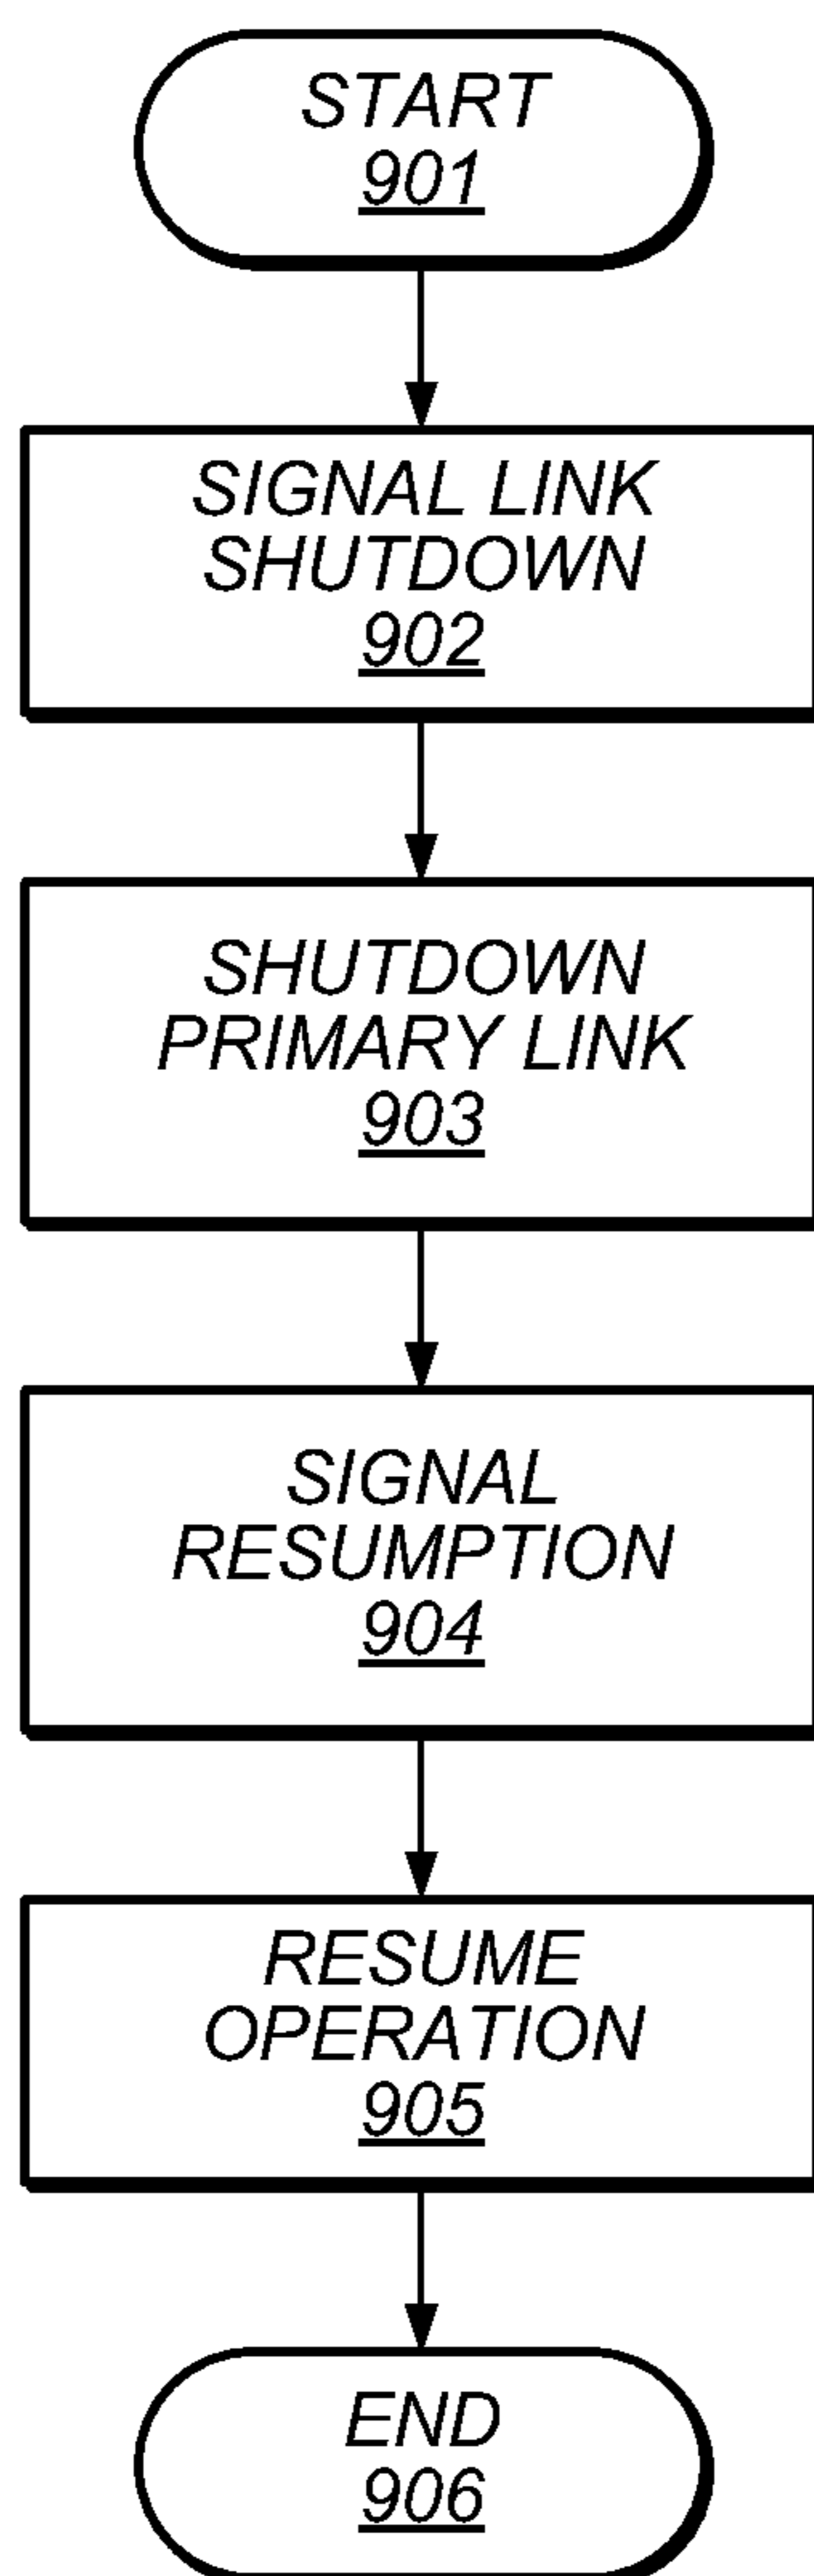 START
901
SIGNAL LINK
SHUTDOWN
902
SHUTDOWN
PRIMARY LINK
903
SIGNAL
RESUMPTION
904
RESUME
OPERATION
905
END
906